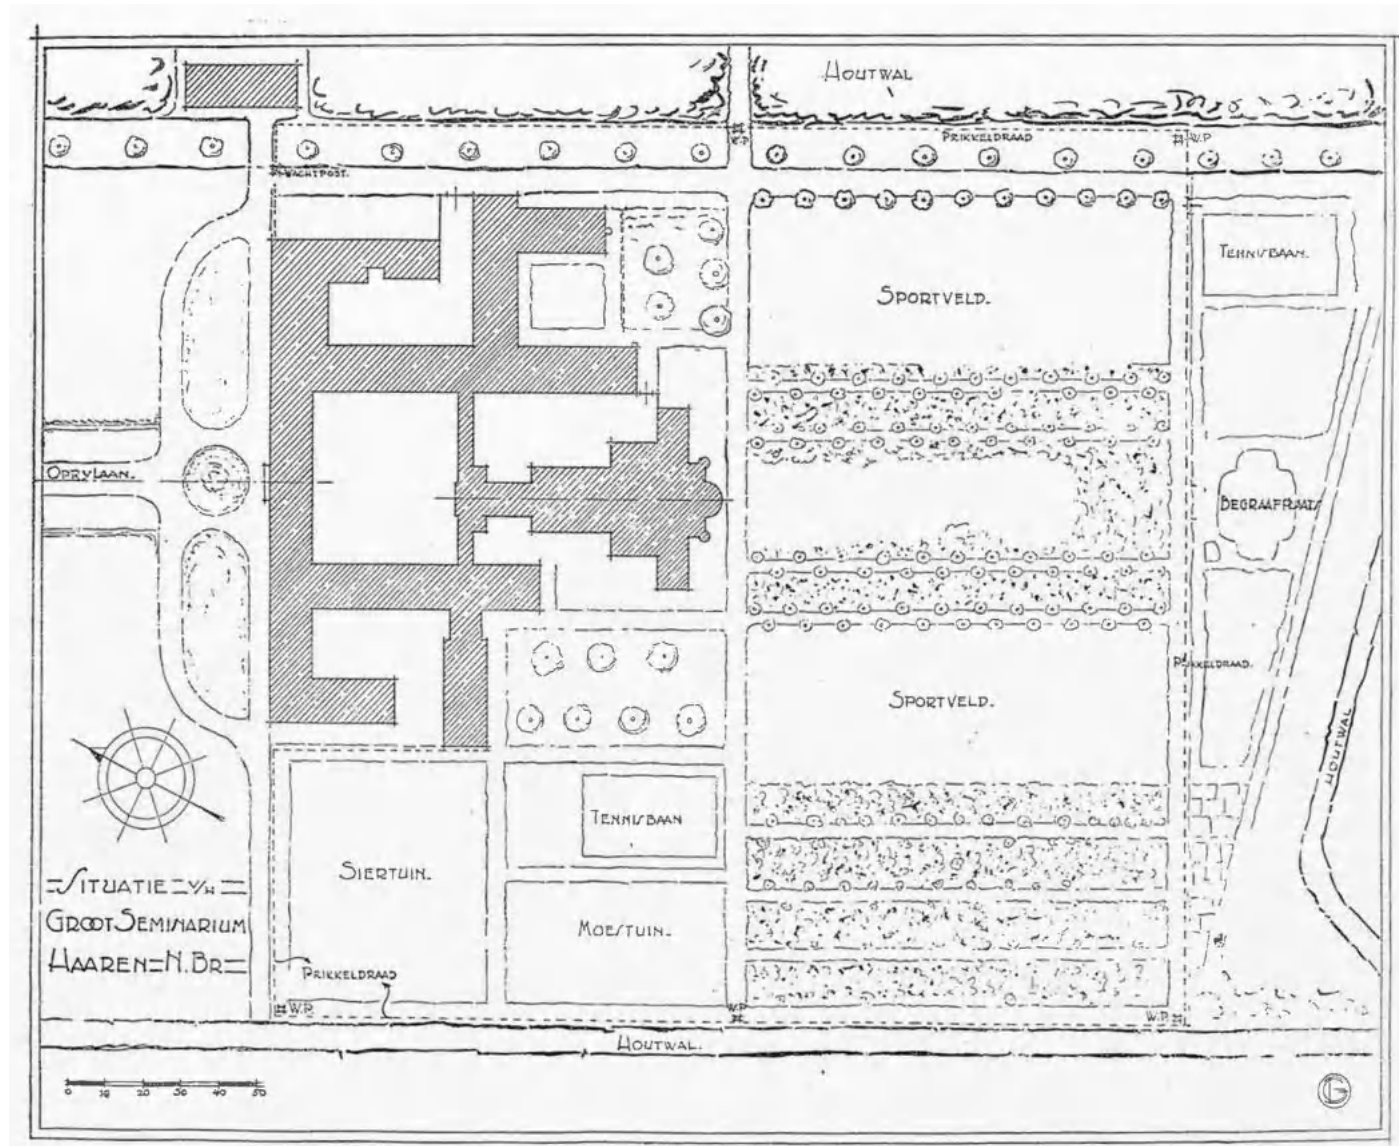 HOUTWAL
PRIKKELDRAAD
W.P
WACHTPOST.
TENNISBAAN.
SPORTVELD.
OPRYLAAN.
BEGRAAFPLAATS
PRIKKELDRAAD.
SPORTVELD.
HOUTWAL
TENNISBAAN
SIERTUIN.
MOESTUIN.
SITUATIE V/H
GROOT SEMINARIUM
HAAREN N. BR
PRIKKELDRAAD
W.P.
W.P.
W.P.
HOUTWAL.
0 10 20 30 40 50